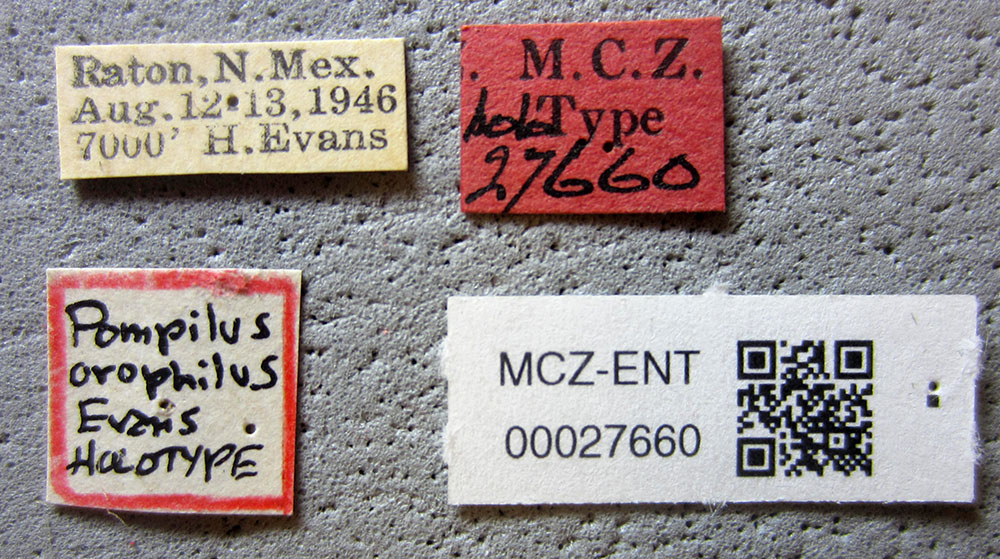 Raton, N. Mex.
Aug. 12-13, 1946
7000' H. Evans
. M.C.Z.
holoType
27660
Pompilus
orophilus
Evans
HOLOTYPE
MCZ-ENT
00027660